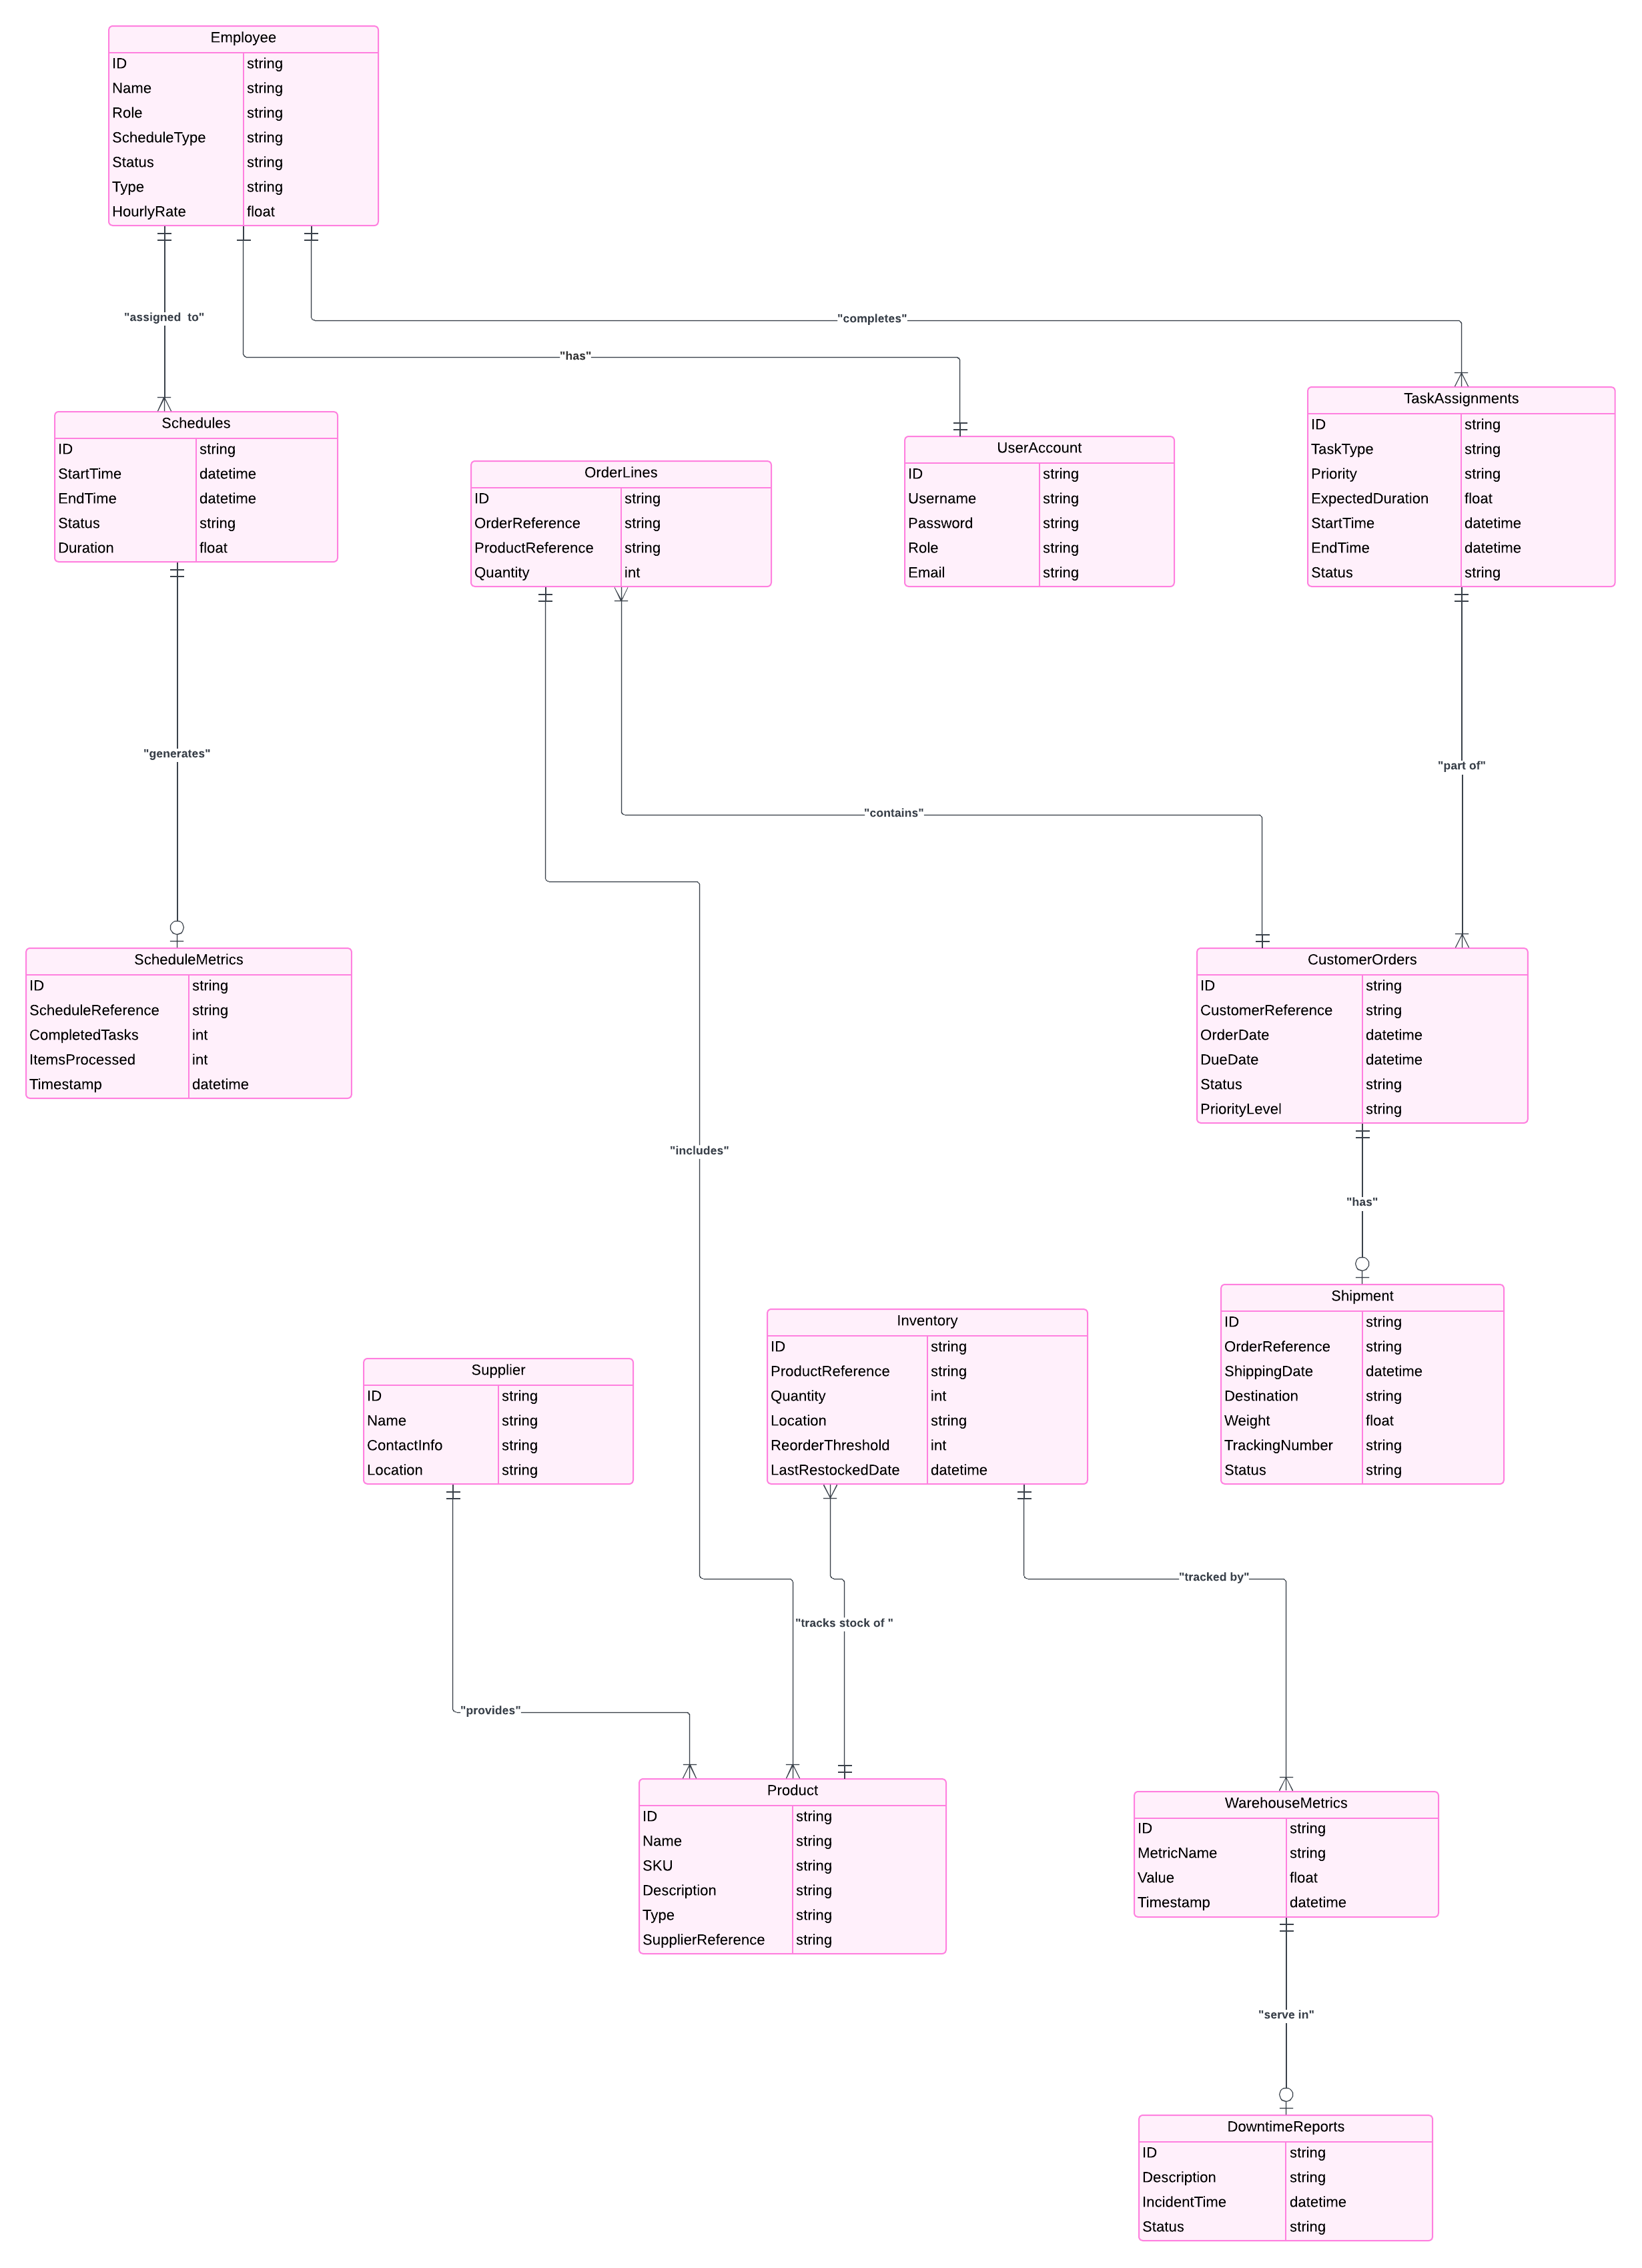 Employee
ID string
Name string
Role string
ScheduleType string
Status string
Type string
HourlyRate float
"assigned  to"
"completes"
"has"
Schedules
ID string
StartTime datetime
EndTime datetime
Status string
Duration float
OrderLines
ID string
OrderReference string
ProductReference string
Quantity int
UserAccount
ID string
Username string
Password string
Role string
Email string
TaskAssignments
ID string
TaskType string
Priority string
ExpectedDuration float
StartTime datetime
EndTime datetime
Status string
"generates"
"part of"
"contains"
ScheduleMetrics
ID string
ScheduleReference string
CompletedTasks int
ItemsProcessed int
Timestamp datetime
CustomerOrders
ID string
CustomerReference string
OrderDate datetime
DueDate datetime
Status string
PriorityLevel string
"includes"
"has"
Shipment
ID string
OrderReference string
ShippingDate datetime
Destination string
Weight float
TrackingNumber string
Status string
Inventory
ID string
ProductReference string
Quantity int
Location string
ReorderThreshold int
LastRestockedDate datetime
Supplier
ID string
Name string
ContactInfo string
Location string
"tracked by"
"tracks stock of "
"provides"
Product
ID string
Name string
SKU string
Description string
Type string
SupplierReference string
WarehouseMetrics
ID string
MetricName string
Value float
Timestamp datetime
"serve in"
DowntimeReports
ID string
Description string
IncidentTime datetime
Status string